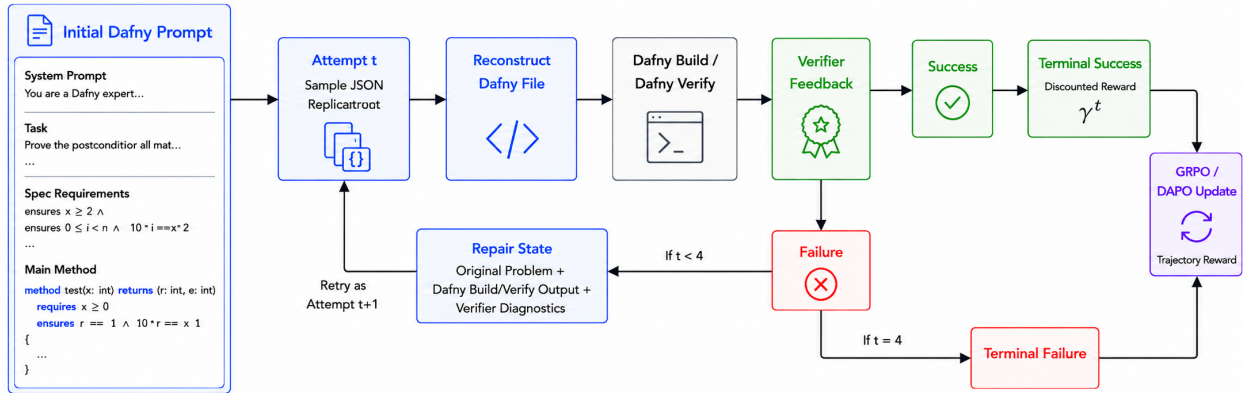 Initial Dafny Prompt
System Prompt
You are a Dafny expert...
Task
Prove the postconditior all mat...
...
Spec Requirements
ensures x ≥ 2 ∧
ensures 0 ≤ i < n ∧ 10 * i ==x* 2
...
Main Method
method test(x: int) returns (r: int, e: int)
requires x ≥ 0
ensures r == 1 ∧ 10*r == x 1
{
...
}
Attempt t
Sample JSON
Replicatroot
{}
Reconstruct
Dafny File
</>
Dafny Build /
Dafny Verify
>_
Verifier
Feedback
Success
Terminal Success
Discounted Reward
γ^t
GRPO /
DAPO Update
Trajectory Reward
Failure
If t < 4
Repair State
Original Problem +
Dafny Build/Verify Output +
Verifier Diagnostics
Retry as
Attempt t+1
If t = 4
Terminal Failure